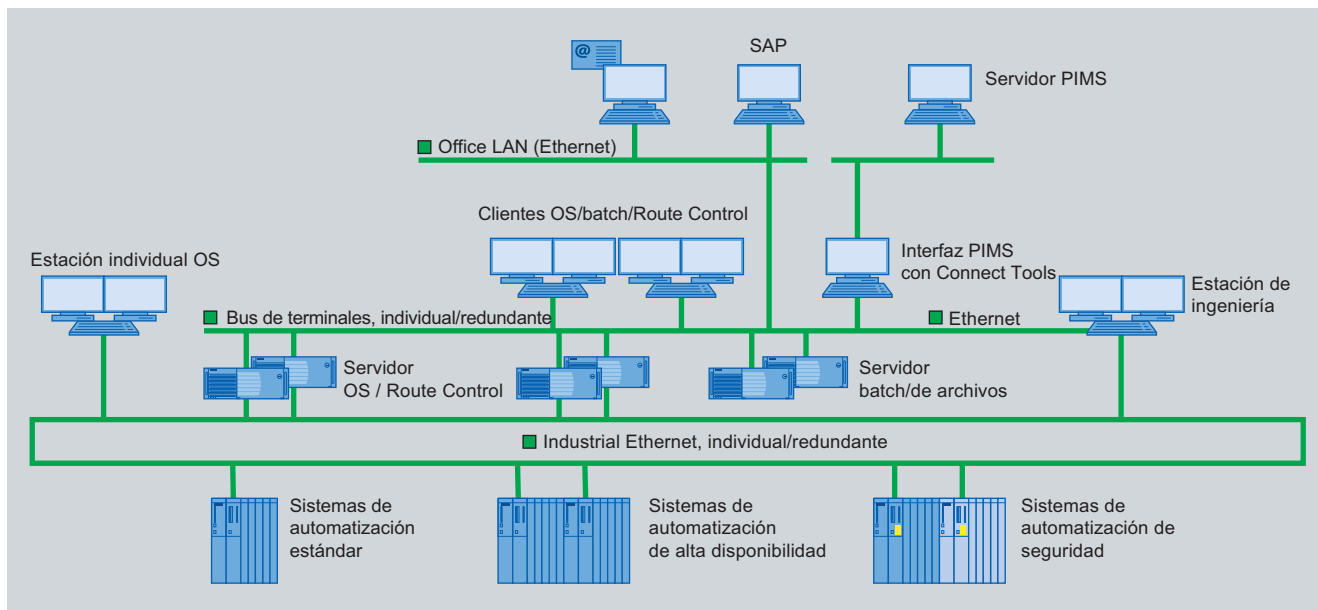 @
SAP
Servidor PIMS
Office LAN (Ethernet)
Clientes OS/batch/Route Control
Estación individual OS
Interfaz PIMS
con Connect Tools
Estación de
ingeniería
Bus de terminales, individual/redundante
Ethernet
Servidor
OS / Route Control
Servidor
batch/de archivos
Industrial Ethernet, individual/redundante
Sistemas de
automatización
estándar
Sistemas de
automatización
de alta disponibilidad
Sistemas de
automatización de
seguridad